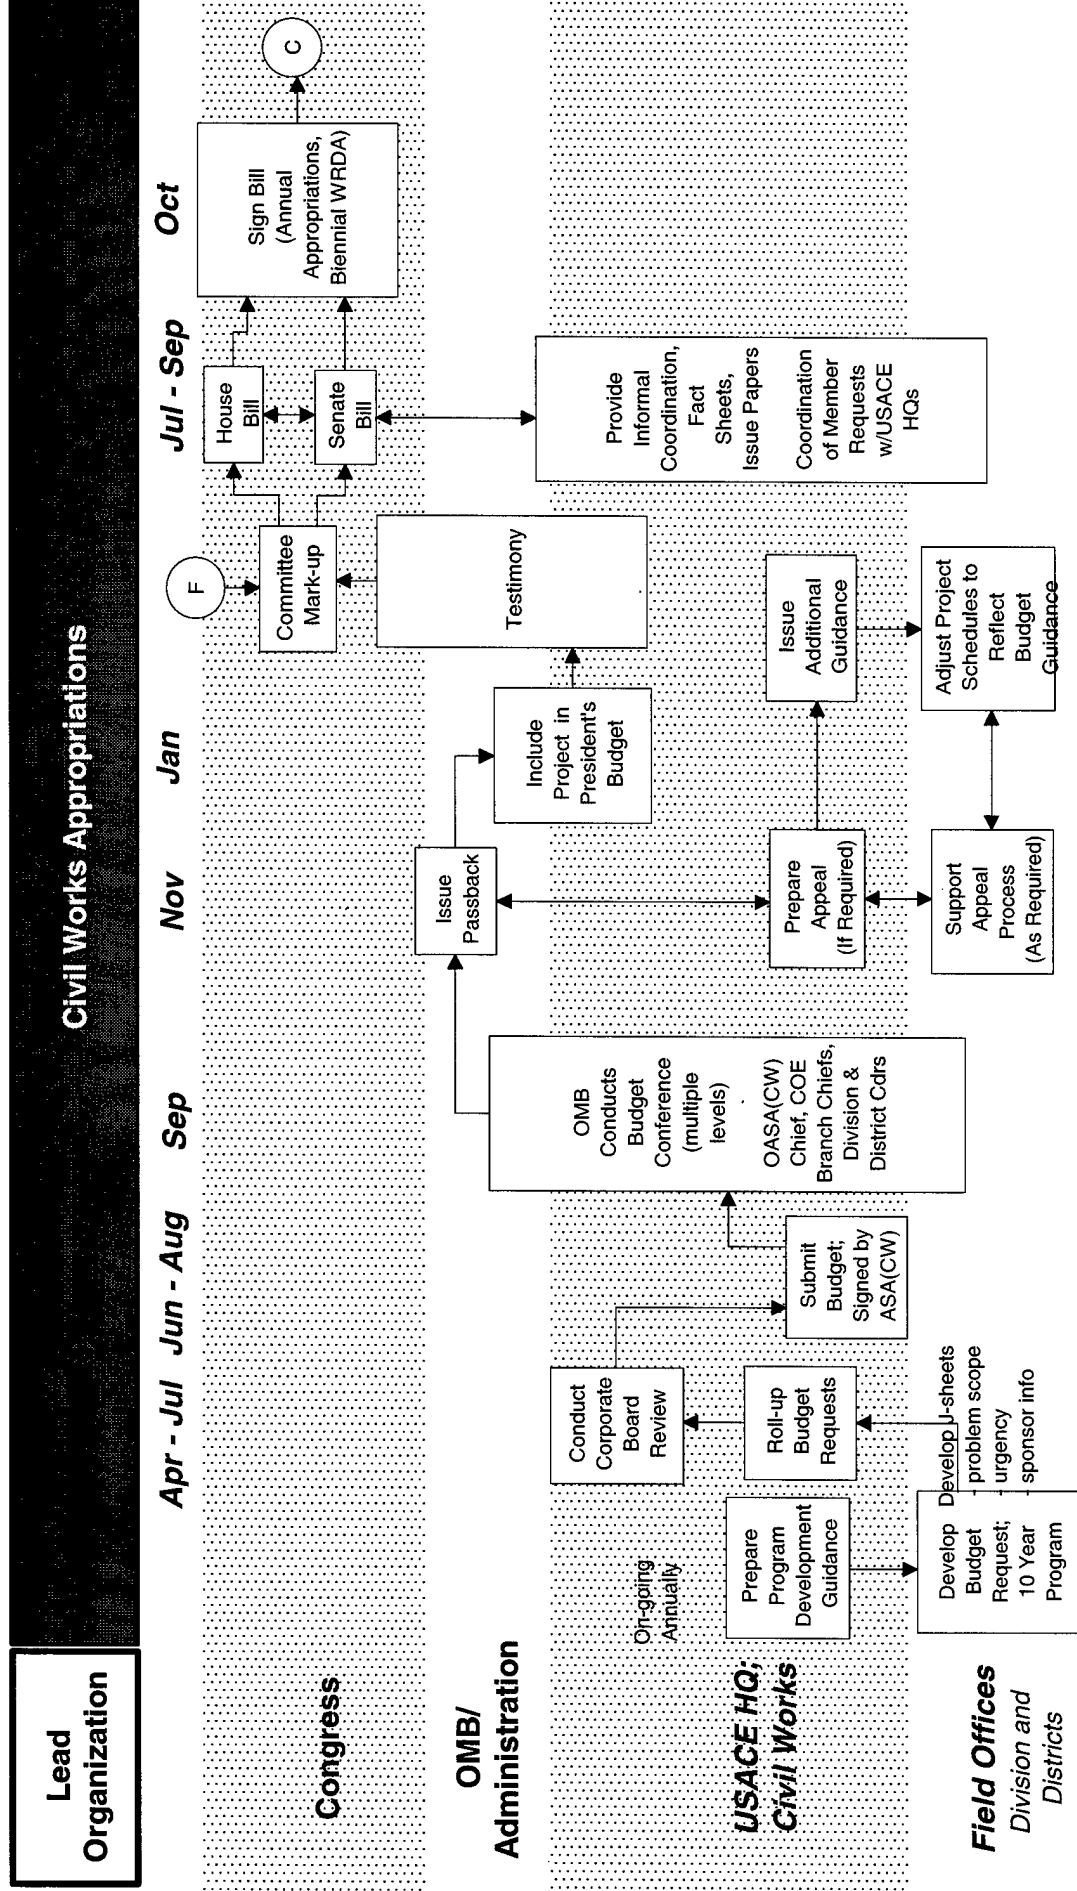 Lead
Organization
Civil Works Appropriations
Apr - Jul
Jun - Aug
Sep
Nov
Jan
Jul - Sep
Oct
Congress
F
Committee
Mark-up
House
Bill
Senate
Bill
Sign Bill
(Annual
Appropriations,
Biennial WRDA)
C
OMB/
Administration
Issue
Passback
Include
Project in
President's
Budget
Testimony
OMB
Conducts
Budget
Conference
(multiple
levels)
OASA(CW)
Chief, COE
Branch Chiefs,
Division &
District Cdrs
Provide
Informal
Coordination,
Fact
Sheets,
Issue Papers
Coordination
of Member
Requests
w/USACE
HQs
USACE HQ;
Civil Works
On-going
Annually
Prepare
Program
Development
Guidance
Conduct
Corporate
Board
Review
Roll-up
Budget
Requests
Submit
Budget;
Signed by
ASA(CW)
Prepare
Appeal
(If Required)
Issue
Additional
Guidance
Field Offices
Division and
Districts
Develop
Budget
Request;
10 Year
Program
Develop J-sheets
- problem scope
- urgency
- sponsor info
Support
Appeal
Process
(As Required)
Adjust Project
Schedules to
Reflect
Budget
Guidance